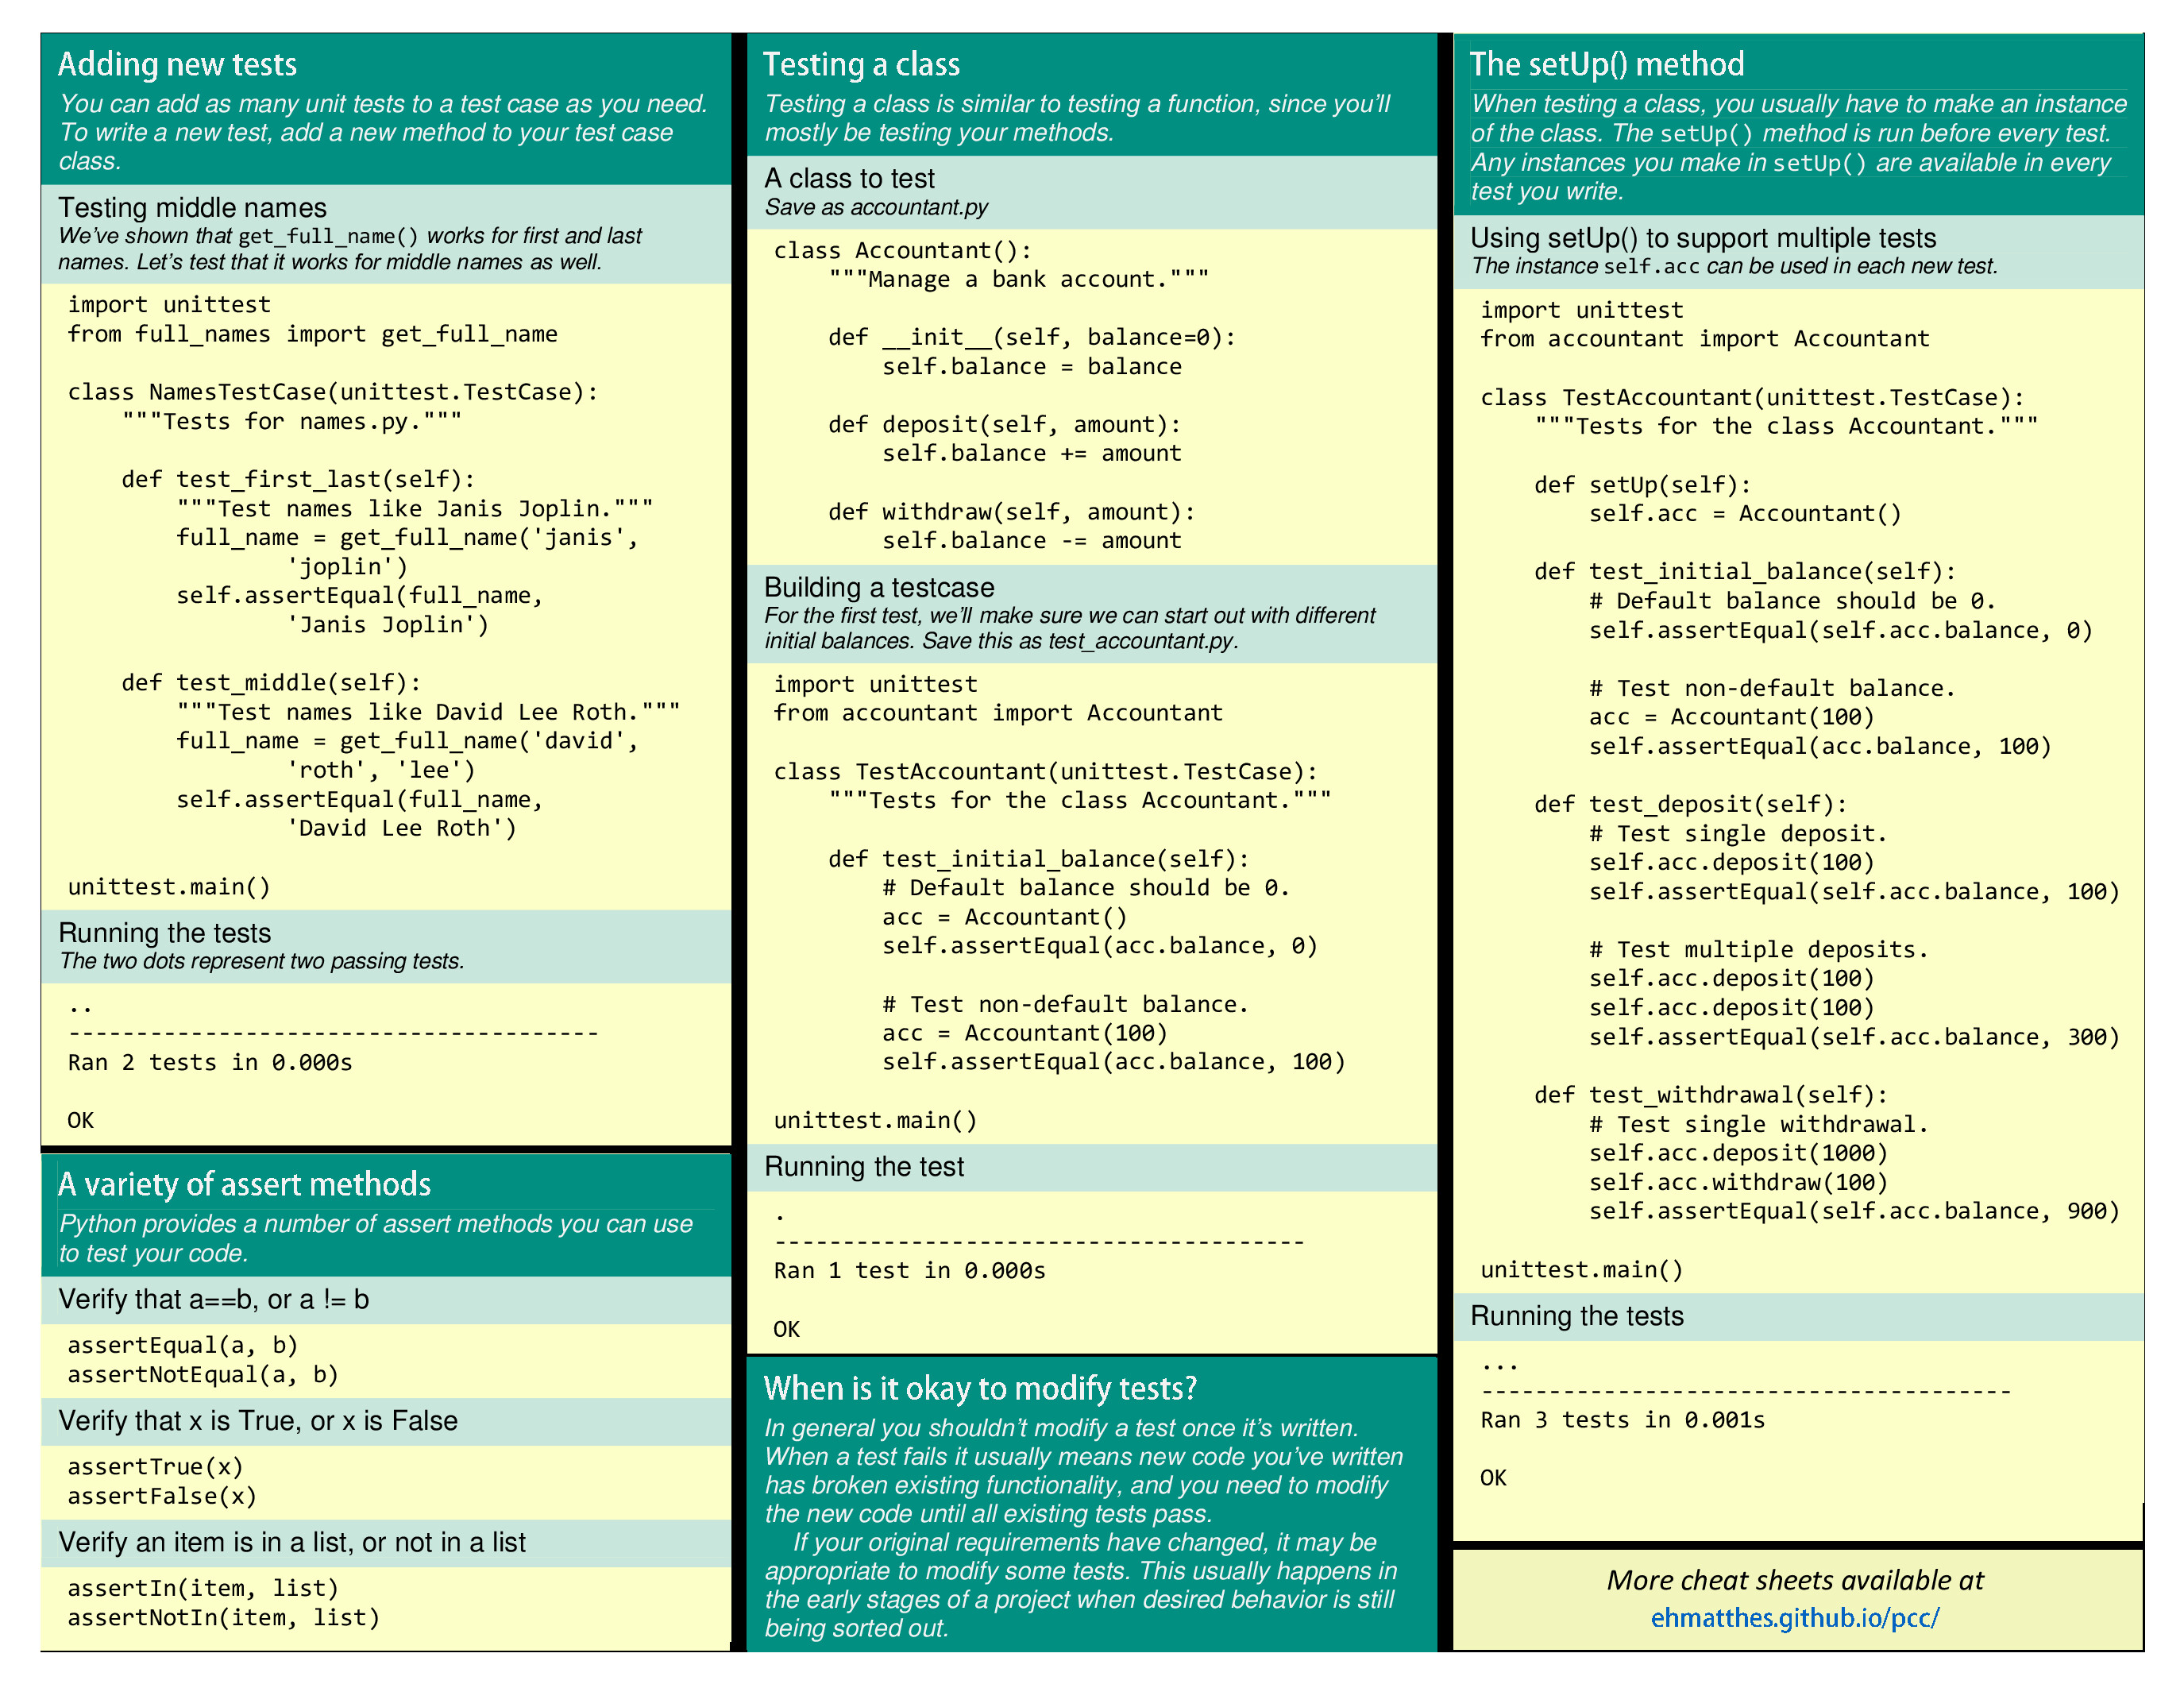 Adding new tests
You can add as many unit tests to a test case as you need.
To write a new test, add a new method to your test case
class.
Testing middle names
We've shown that get_full_name() works for first and last
names. Let's test that it works for middle names as well.
import unittest
from full_names import get_full_name
class NamesTestCase(unittest.TestCase):
    """Tests for names.py."""
    def test_first_last(self):
        """Test names like Janis Joplin."""
        full_name = get_full_name('janis',
                'joplin')
        self.assertEqual(full_name,
                'Janis Joplin')
    def test_middle(self):
        """Test names like David Lee Roth."""
        full_name = get_full_name('david',
                'roth', 'lee')
        self.assertEqual(full_name,
                'David Lee Roth')
unittest.main()
Running the tests
The two dots represent two passing tests.
..
---------------------------------------
Ran 2 tests in 0.000s
OK
A variety of assert methods
Python provides a number of assert methods you can use
to test your code.
Verify that a==b, or a != b
assertEqual(a, b)
assertNotEqual(a, b)
Verify that x is True, or x is False
assertTrue(x)
assertFalse(x)
Verify an item is in a list, or not in a list
assertIn(item, list)
assertNotIn(item, list)
Testing a class
Testing a class is similar to testing a function, since you'll
mostly be testing your methods.
A class to test
Save as accountant.py
class Accountant():
    """Manage a bank account."""
    def __init__(self, balance=0):
        self.balance = balance
    def deposit(self, amount):
        self.balance += amount
    def withdraw(self, amount):
        self.balance -= amount
Building a testcase
For the first test, we'll make sure we can start out with different
initial balances. Save this as test_accountant.py.
import unittest
from accountant import Accountant
class TestAccountant(unittest.TestCase):
    """Tests for the class Accountant."""
    def test_initial_balance(self):
        # Default balance should be 0.
        acc = Accountant()
        self.assertEqual(acc.balance, 0)
        # Test non-default balance.
        acc = Accountant(100)
        self.assertEqual(acc.balance, 100)
unittest.main()
Running the test
.
---------------------------------------
Ran 1 test in 0.000s
OK
When is it okay to modify tests?
In general you shouldn't modify a test once it's written.
When a test fails it usually means new code you've written
has broken existing functionality, and you need to modify
the new code until all existing tests pass.
If your original requirements have changed, it may be
appropriate to modify some tests. This usually happens in
the early stages of a project when desired behavior is still
being sorted out.
The setUp() method
When testing a class, you usually have to make an instance
of the class. The setUp() method is run before every test.
Any instances you make in setUp() are available in every
test you write.
Using setUp() to support multiple tests
The instance self.acc can be used in each new test.
import unittest
from accountant import Accountant
class TestAccountant(unittest.TestCase):
    """Tests for the class Accountant."""
    def setUp(self):
        self.acc = Accountant()
    def test_initial_balance(self):
        # Default balance should be 0.
        self.assertEqual(self.acc.balance, 0)
        # Test non-default balance.
        acc = Accountant(100)
        self.assertEqual(acc.balance, 100)
    def test_deposit(self):
        # Test single deposit.
        self.acc.deposit(100)
        self.assertEqual(self.acc.balance, 100)
        # Test multiple deposits.
        self.acc.deposit(100)
        self.acc.deposit(100)
        self.assertEqual(self.acc.balance, 300)
    def test_withdrawal(self):
        # Test single withdrawal.
        self.acc.deposit(1000)
        self.acc.withdraw(100)
        self.assertEqual(self.acc.balance, 900)
unittest.main()
Running the tests
...
---------------------------------------
Ran 3 tests in 0.001s
OK
More cheat sheets available at
ehmatthes.github.io/pcc/